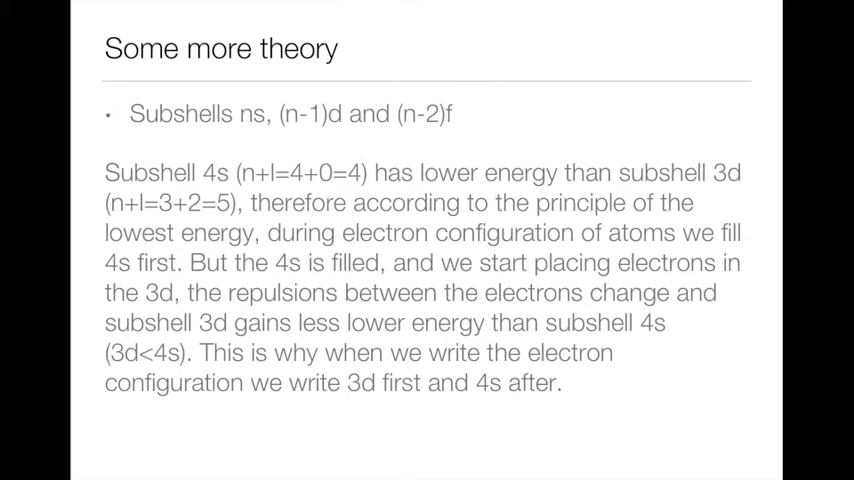 Some more theory
• Subshells ns, (n-1)d and (n-2)f
Subshell 4s (n+l=4+0=4) has lower energy than subshell 3d
(n+l=3+2=5), therefore according to the principle of the
lowest energy, during electron configuration of atoms we fill
4s first. But the 4s is filled, and we start placing electrons in
the 3d, the repulsions between the electrons change and
subshell 3d gains less lower energy than subshell 4s
(3d<4s). This is why when we write the electron
configuration we write 3d first and 4s after.